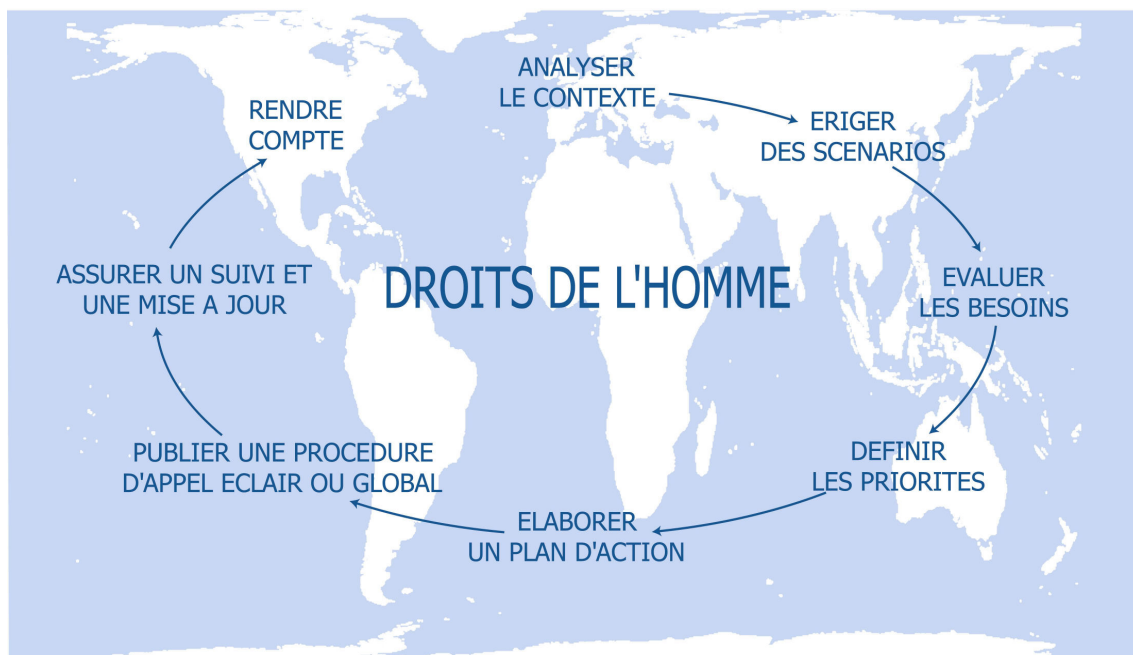 ANALYSER
LE CONTEXTE
ERIGER
DES SCENARIOS
EVALUER
LES BESOINS
DEFINIR
LES PRIORITES
ELABORER
UN PLAN D'ACTION
PUBLIER UNE PROCEDURE
D'APPEL ECLAIR OU GLOBAL
ASSURER UN SUIVI ET
UNE MISE A JOUR
RENDRE
COMPTE
DROITS DE L'HOMME